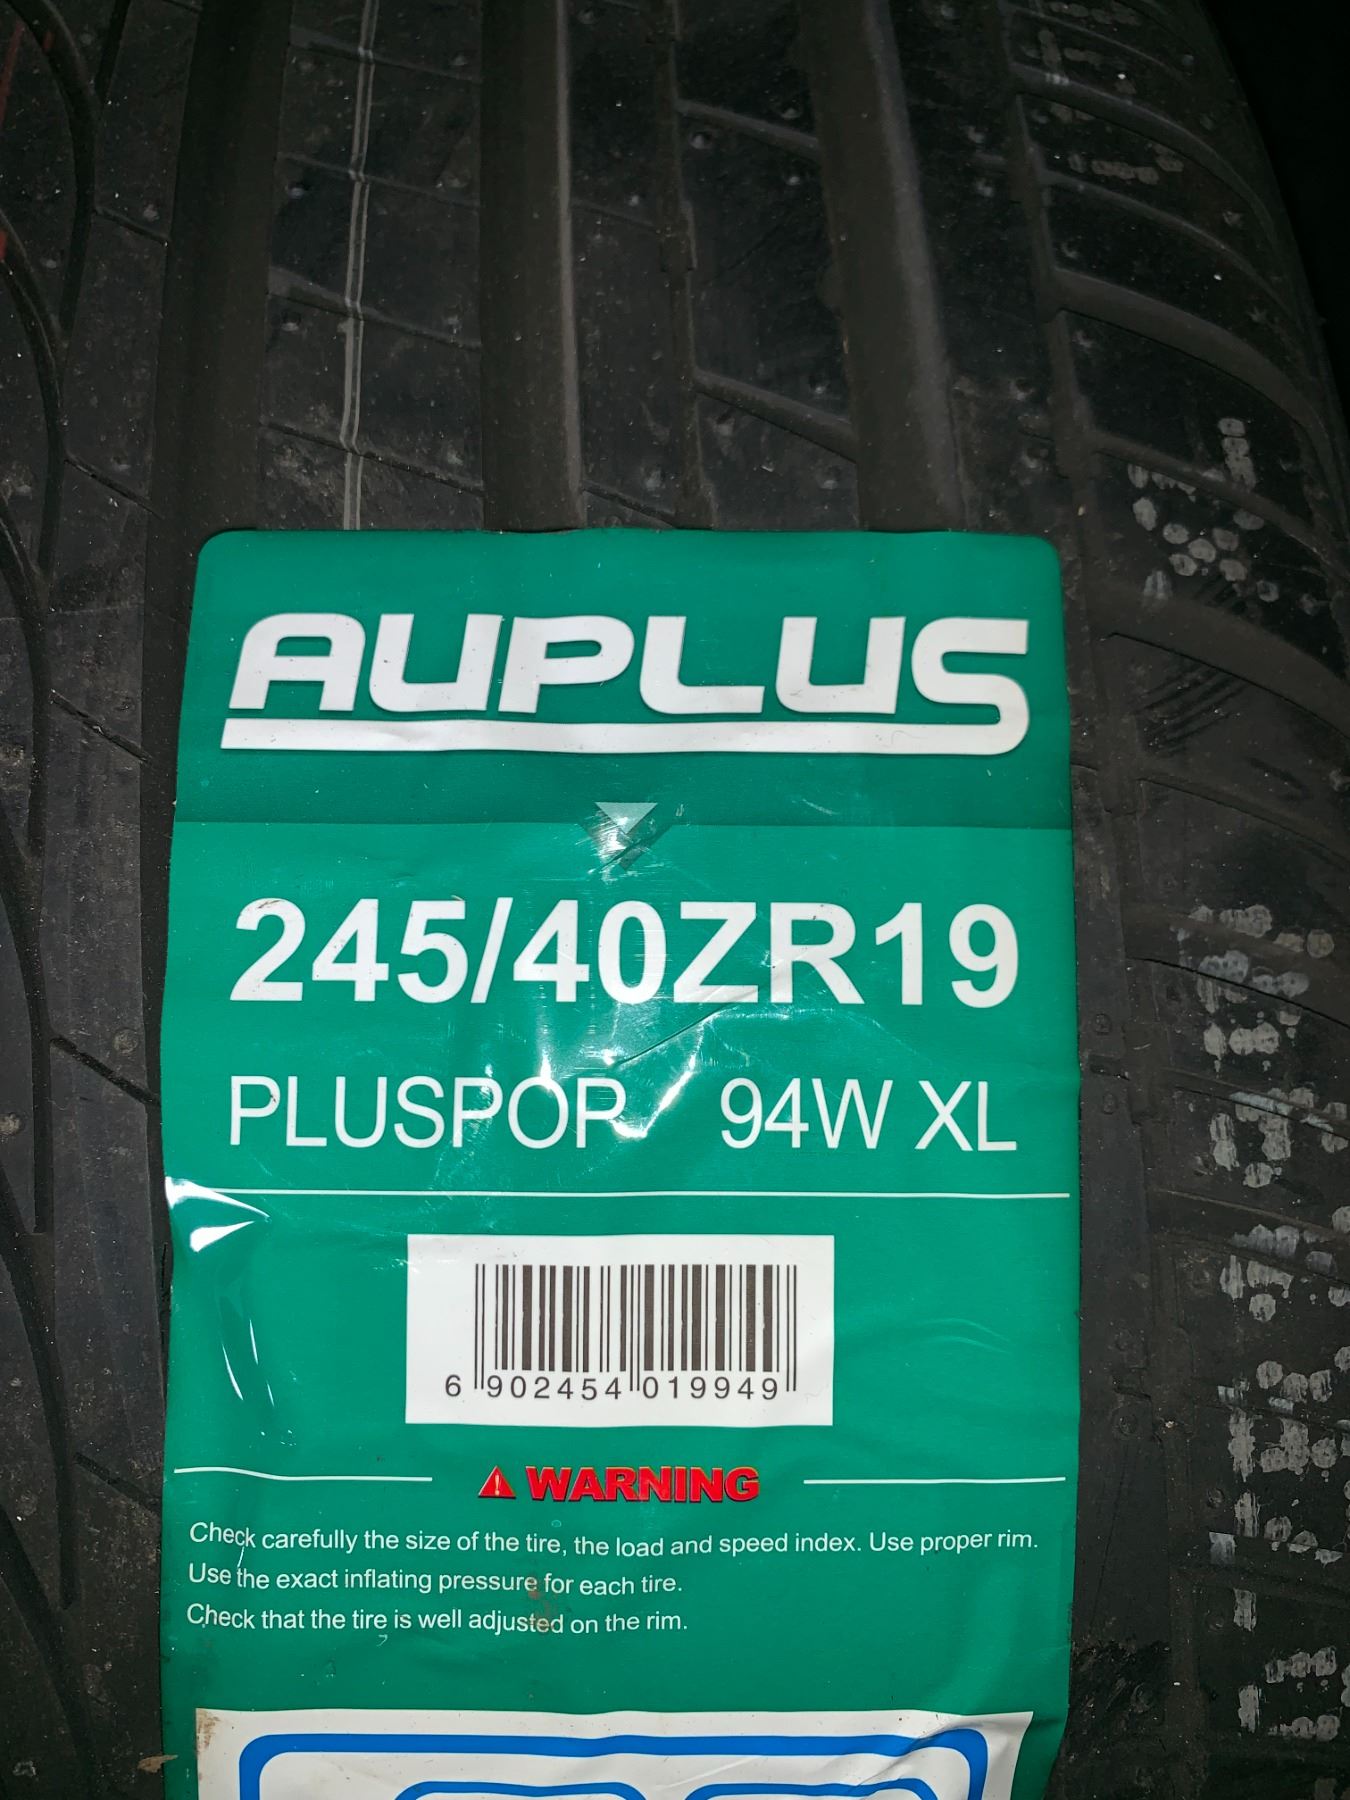 AUPLUS
245/40ZR19
PLUSPOP 94W XL
6 902454 019949
WARNING
Check carefully the size of the tire, the load and speed index. Use proper rim.
Use the exact inflating pressure for each tire.
Check that the tire is well adjusted on the rim.